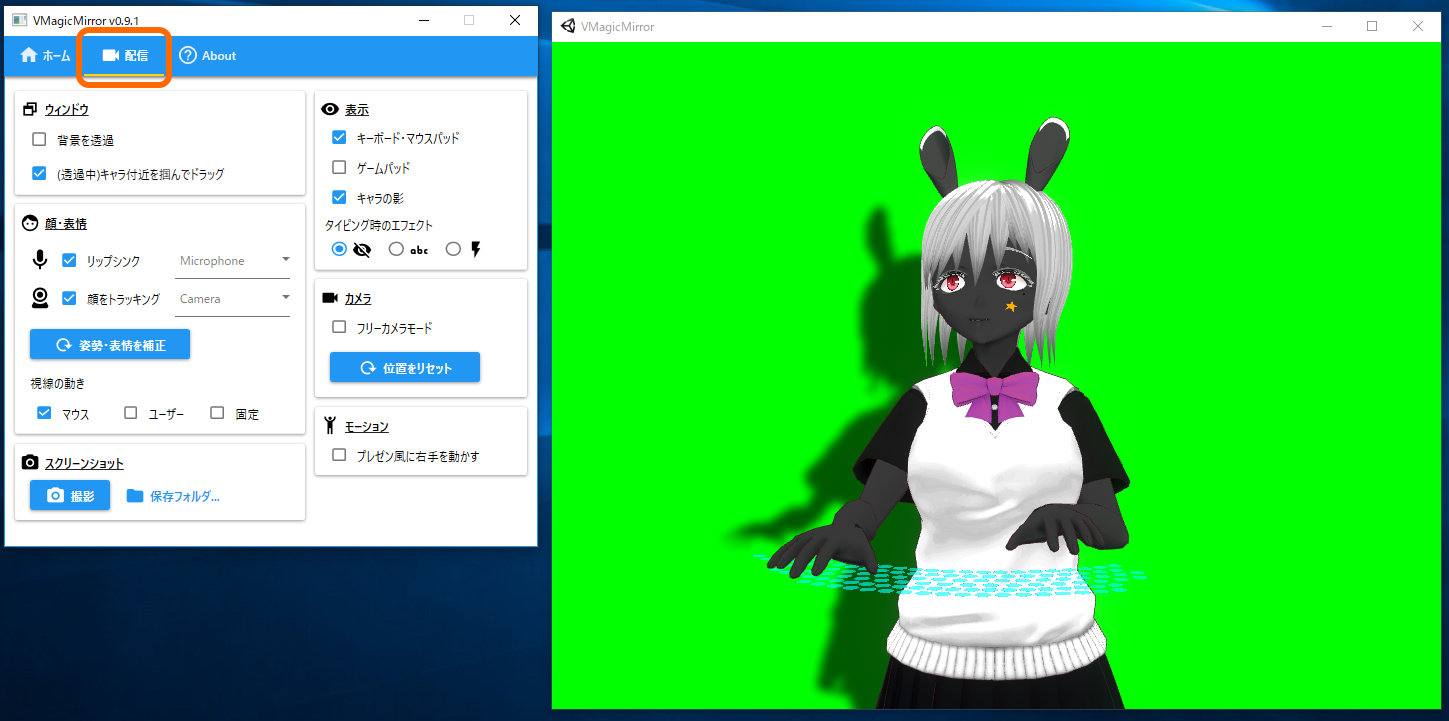 VMagicMirror v0.9.1
ホーム
配信
About
ウィンドウ
背景を透過
(透過中)キャラ付近を掴んでドラッグ
顔・表情
リップシンク
Microphone
顔をトラッキング
Camera
姿勢・表情を補正
視線の動き
マウス
ユーザー
固定
スクリーンショット
撮影
保存フォルダ...
表示
キーボード・マウスパッド
ゲームパッド
キャラの影
タイピング時のエフェクト
abc
カメラ
フリーカメラモード
位置をリセット
モーション
プレゼン風に右手を動かす
VMagicMirror